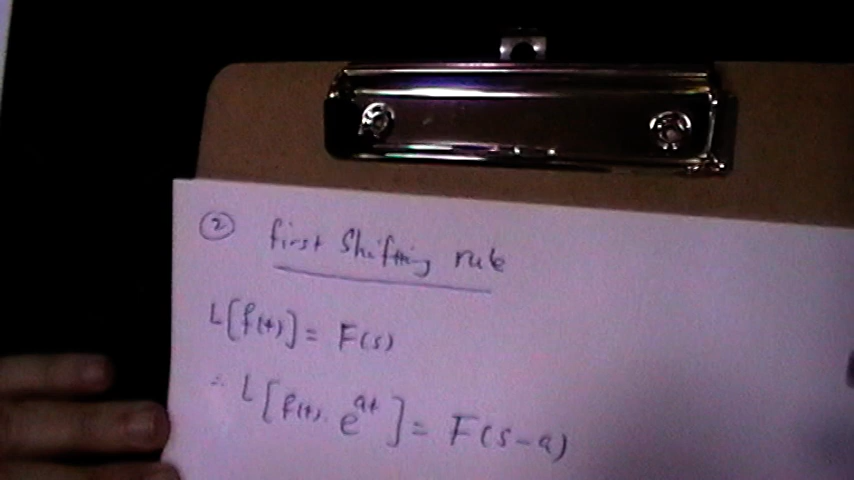 ② first shifting rule
L[f(t)] = F(s)
∴ L[f(t). e^{at}] = F(s-a)